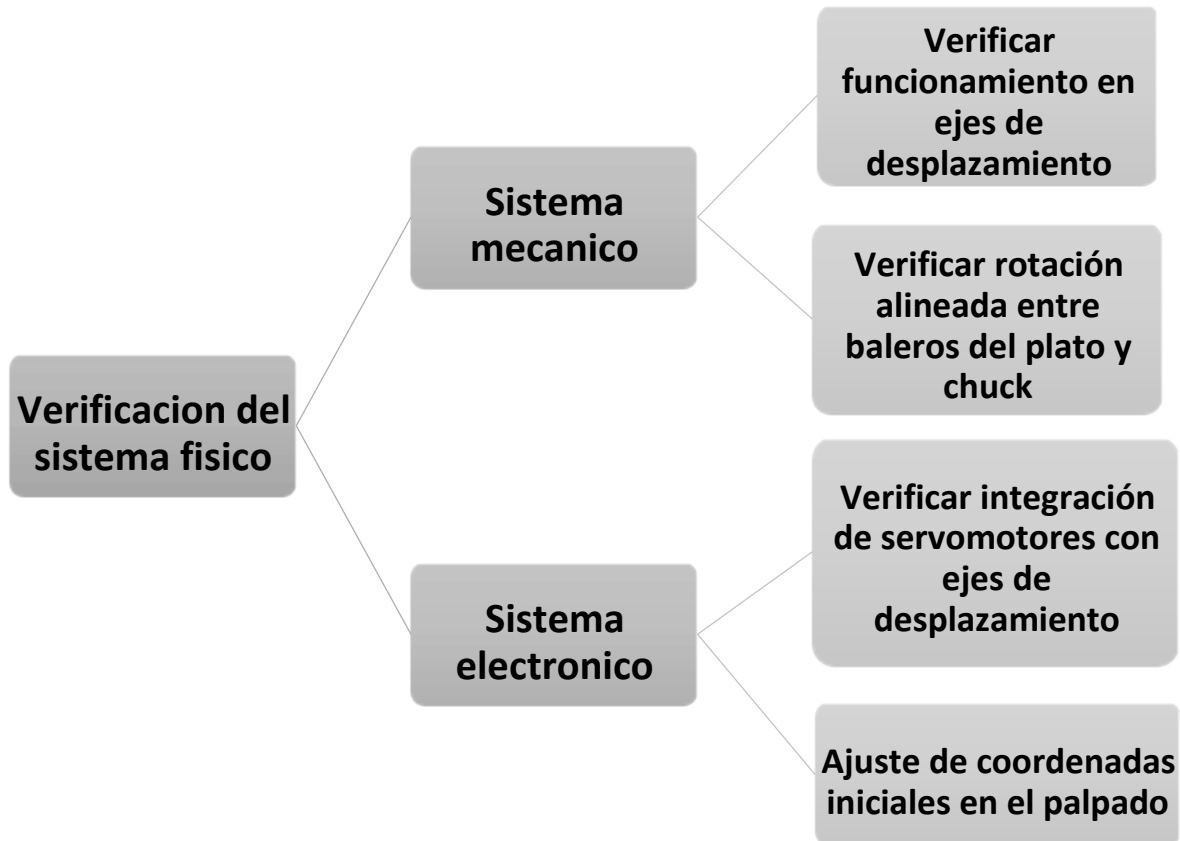 Verificacion del
sistema fisico
Sistema
mecanico
Verificar
funcionamiento en
ejes de
desplazamiento
Verificar rotación
alineada entre
baleros del plato y
chuck
Sistema
electronico
Verificar integración
de servomotores con
ejes de
desplazamiento
Ajuste de coordenadas
iniciales en el palpado